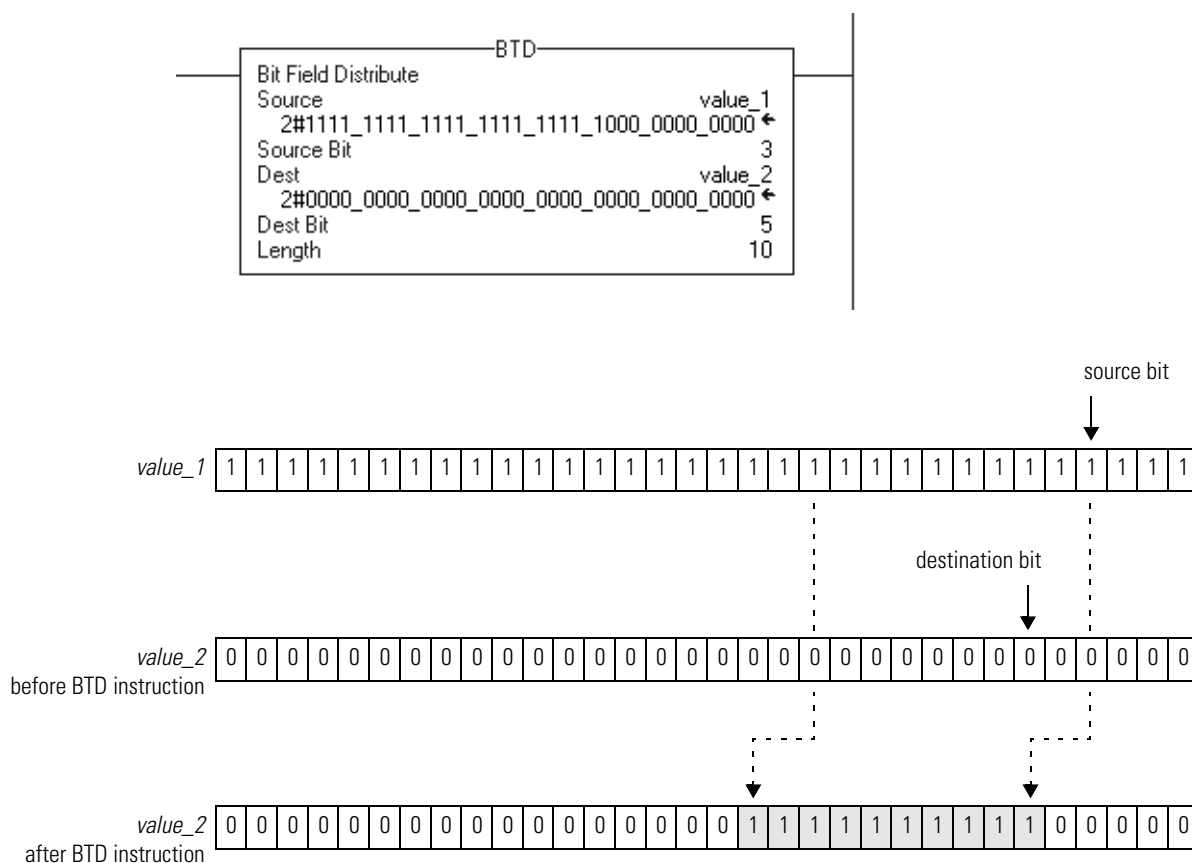 BTD
Bit Field Distribute
Source value_1
2#1111_1111_1111_1111_1111_1000_0000_0000
Source Bit 3
Dest value_2
2#0000_0000_0000_0000_0000_0000_0000_0000
Dest Bit 5
Length 10
source bit
value_1 1 1 1 1 1 1 1 1 1 1 1 1 1 1 1 1 1 1 1 1 1 1 1 1 1 1 1 1 1 1 1 1
destination bit
value_2 0 0 0 0 0 0 0 0 0 0 0 0 0 0 0 0 0 0 0 0 0 0 0 0 0 0 0 0 0 0 0 0
before BTD instruction
value_2 0 0 0 0 0 0 0 0 0 0 0 0 0 0 0 0 0 1 1 1 1 1 1 1 1 1 1 0 0 0 0 0
after BTD instruction